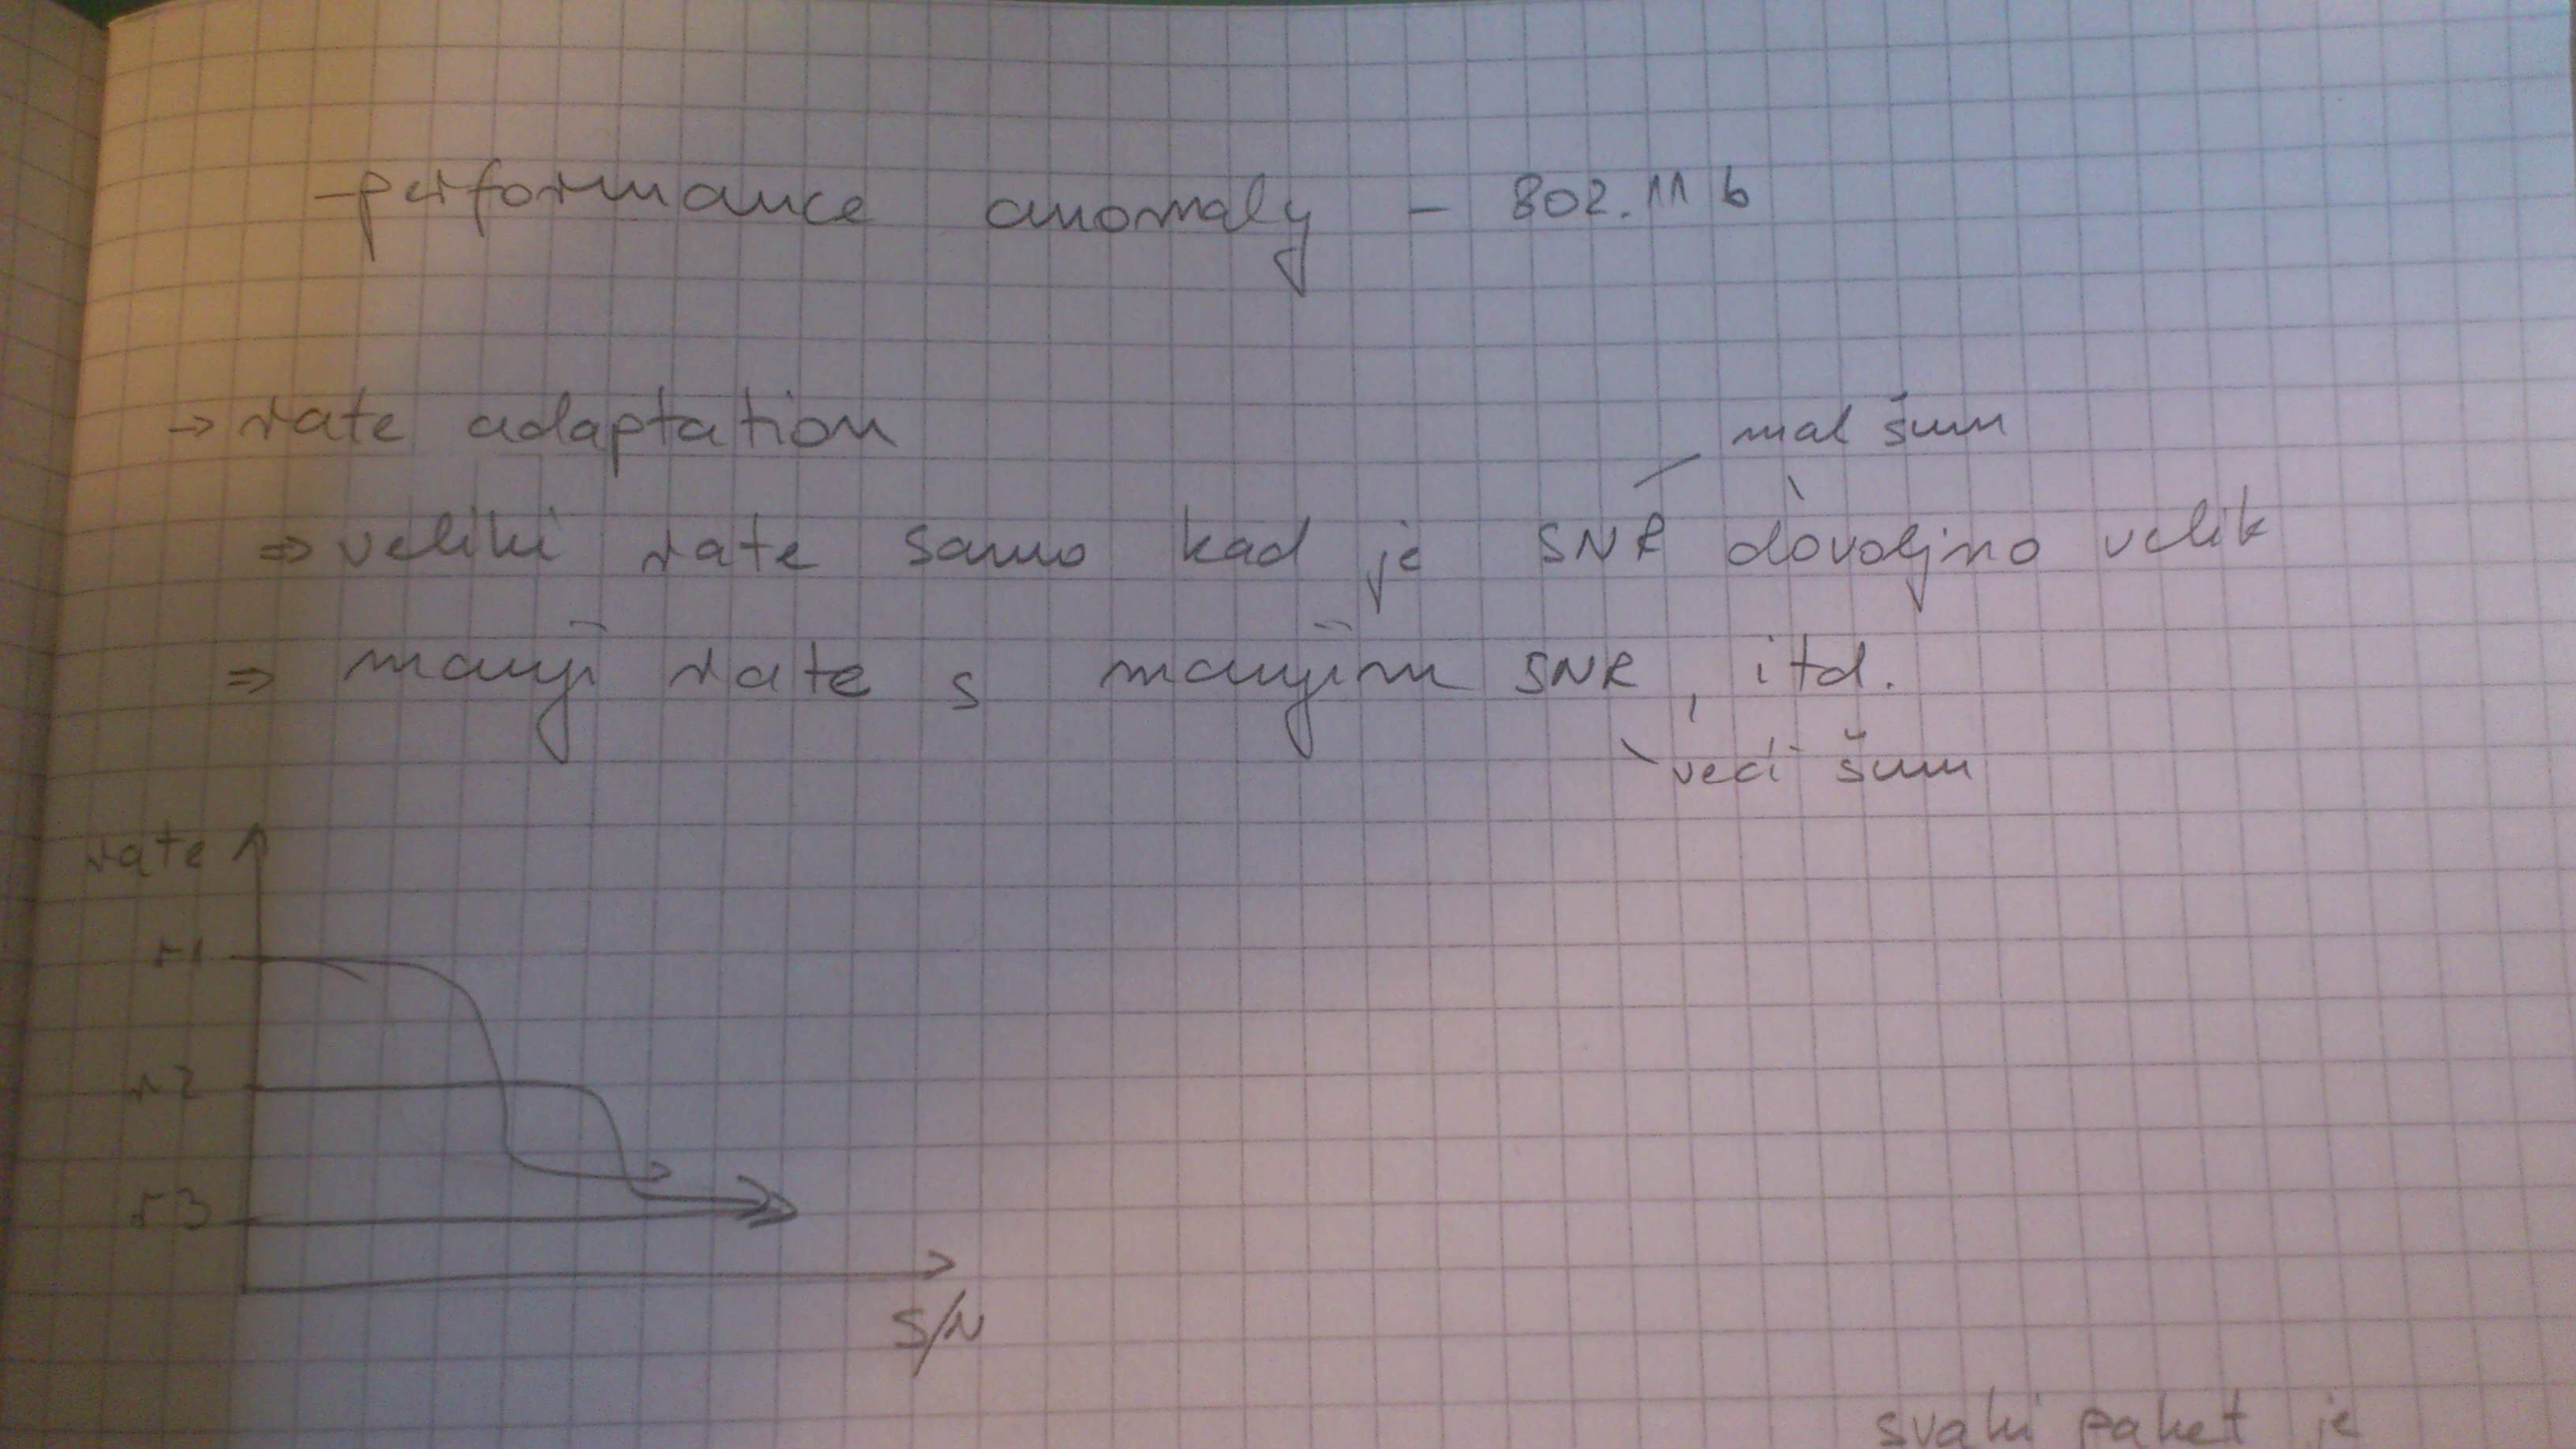 - performance anomaly - 802.11 b
→ rate adaptation
mal šum
⇒ veliki rate samo kad je SNR dovoljno velik
⇒ manji rate s manjim SNR, itd.
veći šum
rate
r1
r2
r3
S/N
svaki paket je